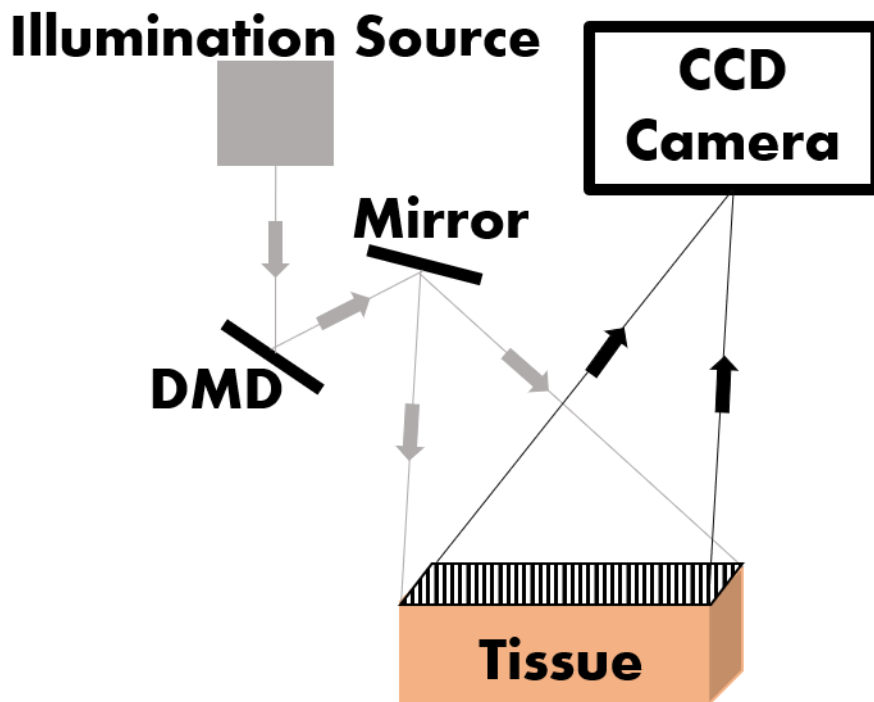 Illumination Source
CCD
Camera
Mirror
DMD
Tissue